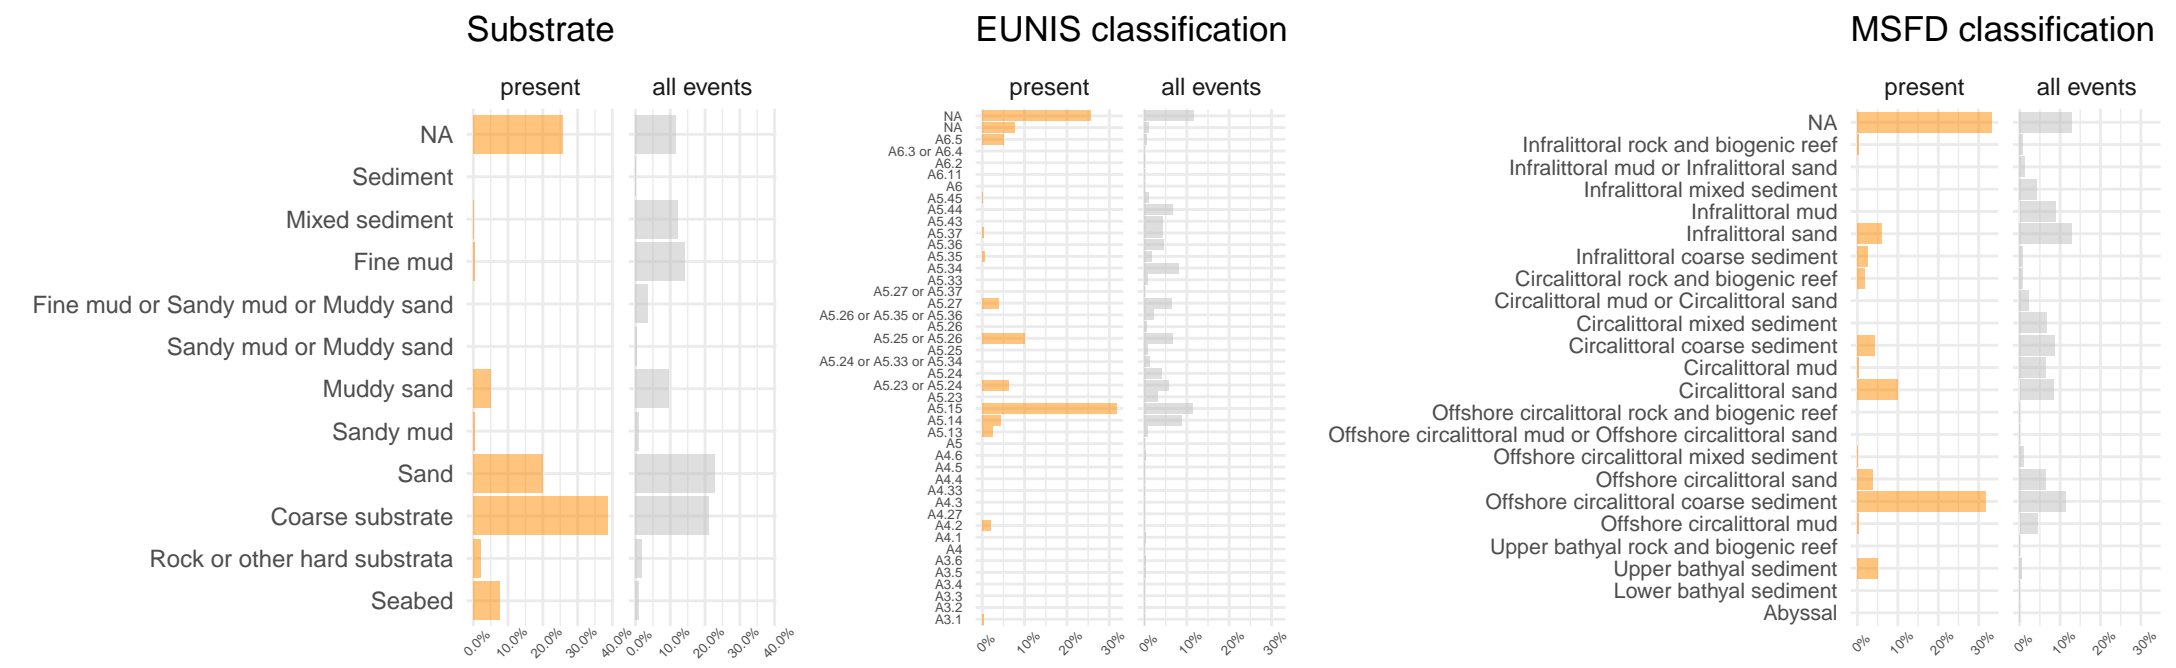 Substrate
present
all events
NA
Sediment
Mixed sediment
Fine mud
Fine mud or Sandy mud or Muddy sand
Sandy mud or Muddy sand
Muddy sand
Sandy mud
Sand
Coarse substrate
Rock or other hard substrata
Seabed
0.0%
10.0%
20.0%
30.0%
40.0%
0.0%
10.0%
20.0%
30.0%
40.0%
EUNIS classification
present
all events
NA
NA
A6.5
A6.3 or A6.4
A6.2
A6.11
A6
A5.45
A5.44
A5.43
A5.37
A5.36
A5.35
A5.34
A5.33
A5.27 or A5.37
A5.27
A5.26 or A5.35 or A5.36
A5.26
A5.25 or A5.26
A5.25
A5.24 or A5.33 or A5.34
A5.24
A5.23 or A5.24
A5.23
A5.15
A5.14
A5.13
A5
A4.6
A4.5
A4.4
A4.33
A4.3
A4.27
A4.2
A4.1
A4
A3.6
A3.5
A3.4
A3.3
A3.2
A3.1
0%
10%
20%
30%
0%
10%
20%
30%
MSFD classification
present
all events
NA
Infralittoral rock and biogenic reef
Infralittoral mud or Infralittoral sand
Infralittoral mixed sediment
Infralittoral mud
Infralittoral sand
Infralittoral coarse sediment
Circalittoral rock and biogenic reef
Circalittoral mud or Circalittoral sand
Circalittoral mixed sediment
Circalittoral coarse sediment
Circalittoral mud
Circalittoral sand
Offshore circalittoral rock and biogenic reef
Offshore circalittoral mud or Offshore circalittoral sand
Offshore circalittoral mixed sediment
Offshore circalittoral sand
Offshore circalittoral coarse sediment
Offshore circalittoral mud
Upper bathyal rock and biogenic reef
Upper bathyal sediment
Lower bathyal sediment
Abyssal
0%
10%
20%
30%
0%
10%
20%
30%